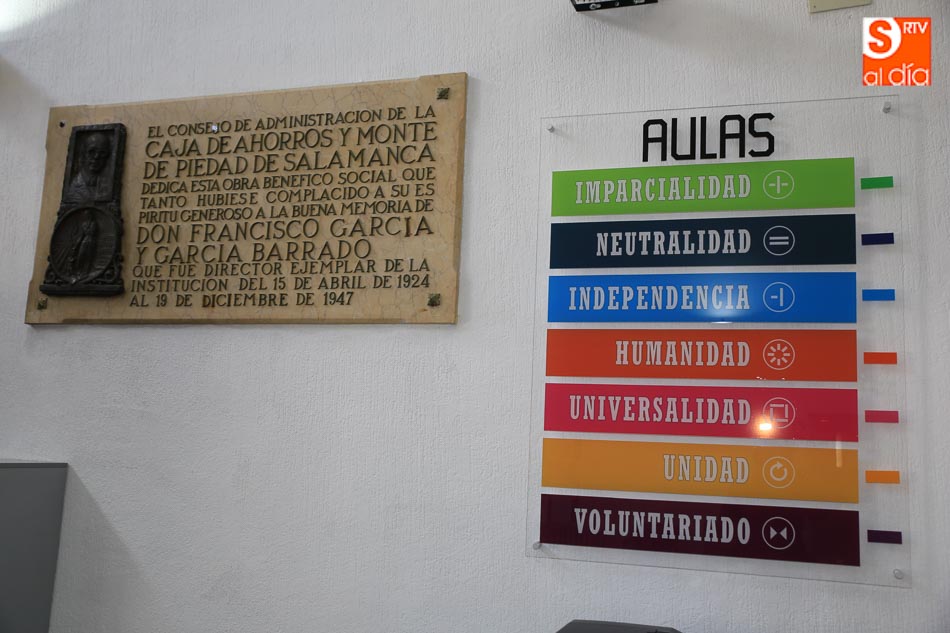 EL CONSEJO DE ADMINISTRACION DE LA
CAJA DE AHORROS Y MONTE
DE PIEDAD DE SALAMANCA
DEDICA ESTA OBRA BENEFICO SOCIAL QUE
TANTO HUBIESE COMPLACIDO A SU ES
PIRITU GENEROSO A LA BUENA MEMORIA DE
DON FRANCISCO GARCIA
Y GARCIA BARRADO
QUE FUE DIRECTOR EJEMPLAR DE LA
INSTITUCION DEL 15 DE ABRIL DE 1924
AL 19 DE DICIEMBRE DE 1947
AULAS
IMPARCIALIDAD
NEUTRALIDAD
INDEPENDENCIA
HUMANIDAD
UNIVERSALIDAD
UNIDAD
VOLUNTARIADO
S RTV
al día